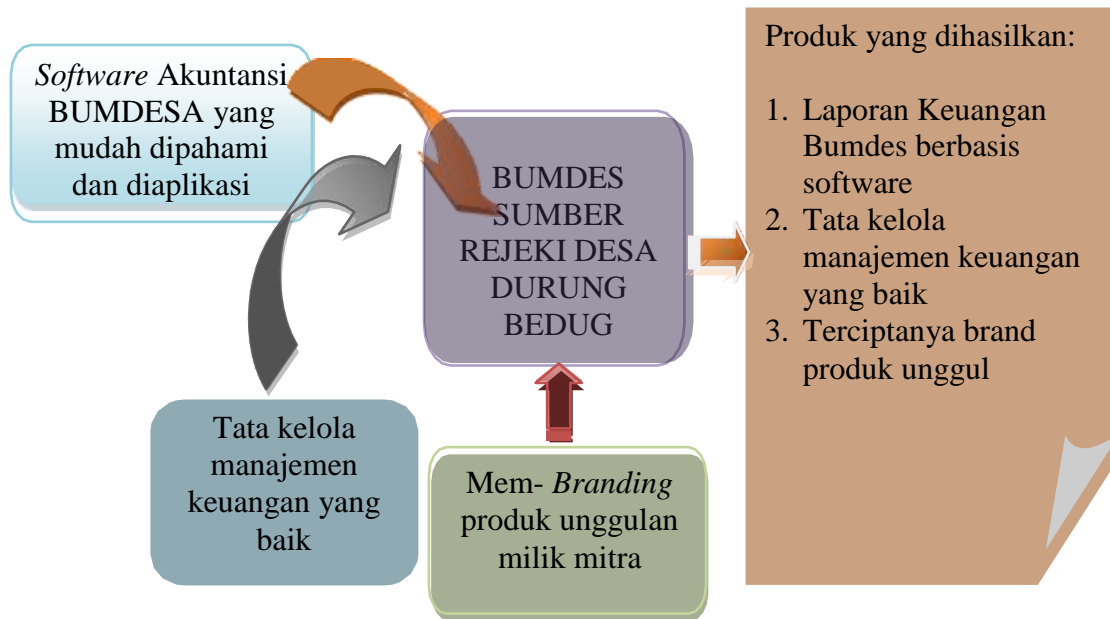 Software Akuntansi
BUMDESA yang
mudah dipahami
dan diaplikasi
BUMDES
SUMBER
REJEKI DESA
DURUNG
BEDUG
Tata kelola
manajemen
keuangan yang
baik
Mem- Branding
produk unggulan
milik mitra
Produk yang dihasilkan:
1. Laporan Keuangan
Bumdes berbasis
software
2. Tata kelola
manajemen keuangan
yang baik
3. Terciptanya brand
produk unggul